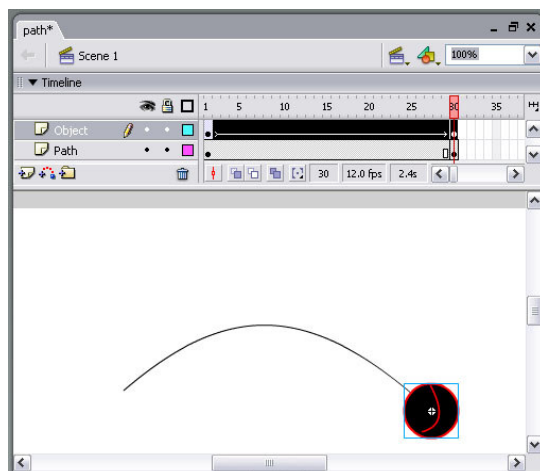 path*
Scene 1
100%
Timeline
1 5 10 15 20 25 30 35
Object
Path
30 12.0 fps 2.4s